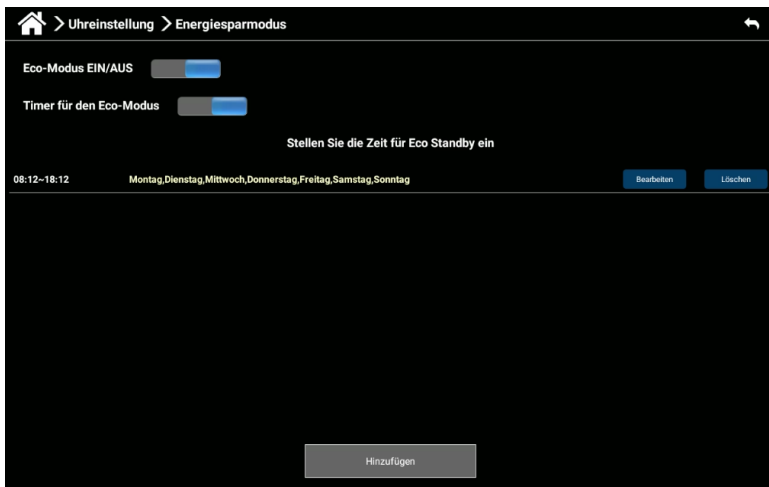 Uhreinstellung > Energiesparmodus
Eco-Modus EIN/AUS
Timer für den Eco-Modus
Stellen Sie die Zeit für Eco Standby ein
08:12~18:12 Montag,Dienstag,Mittwoch,Donnerstag,Freitag,Samstag,Sonntag Bearbeiten Löschen
Hinzufügen